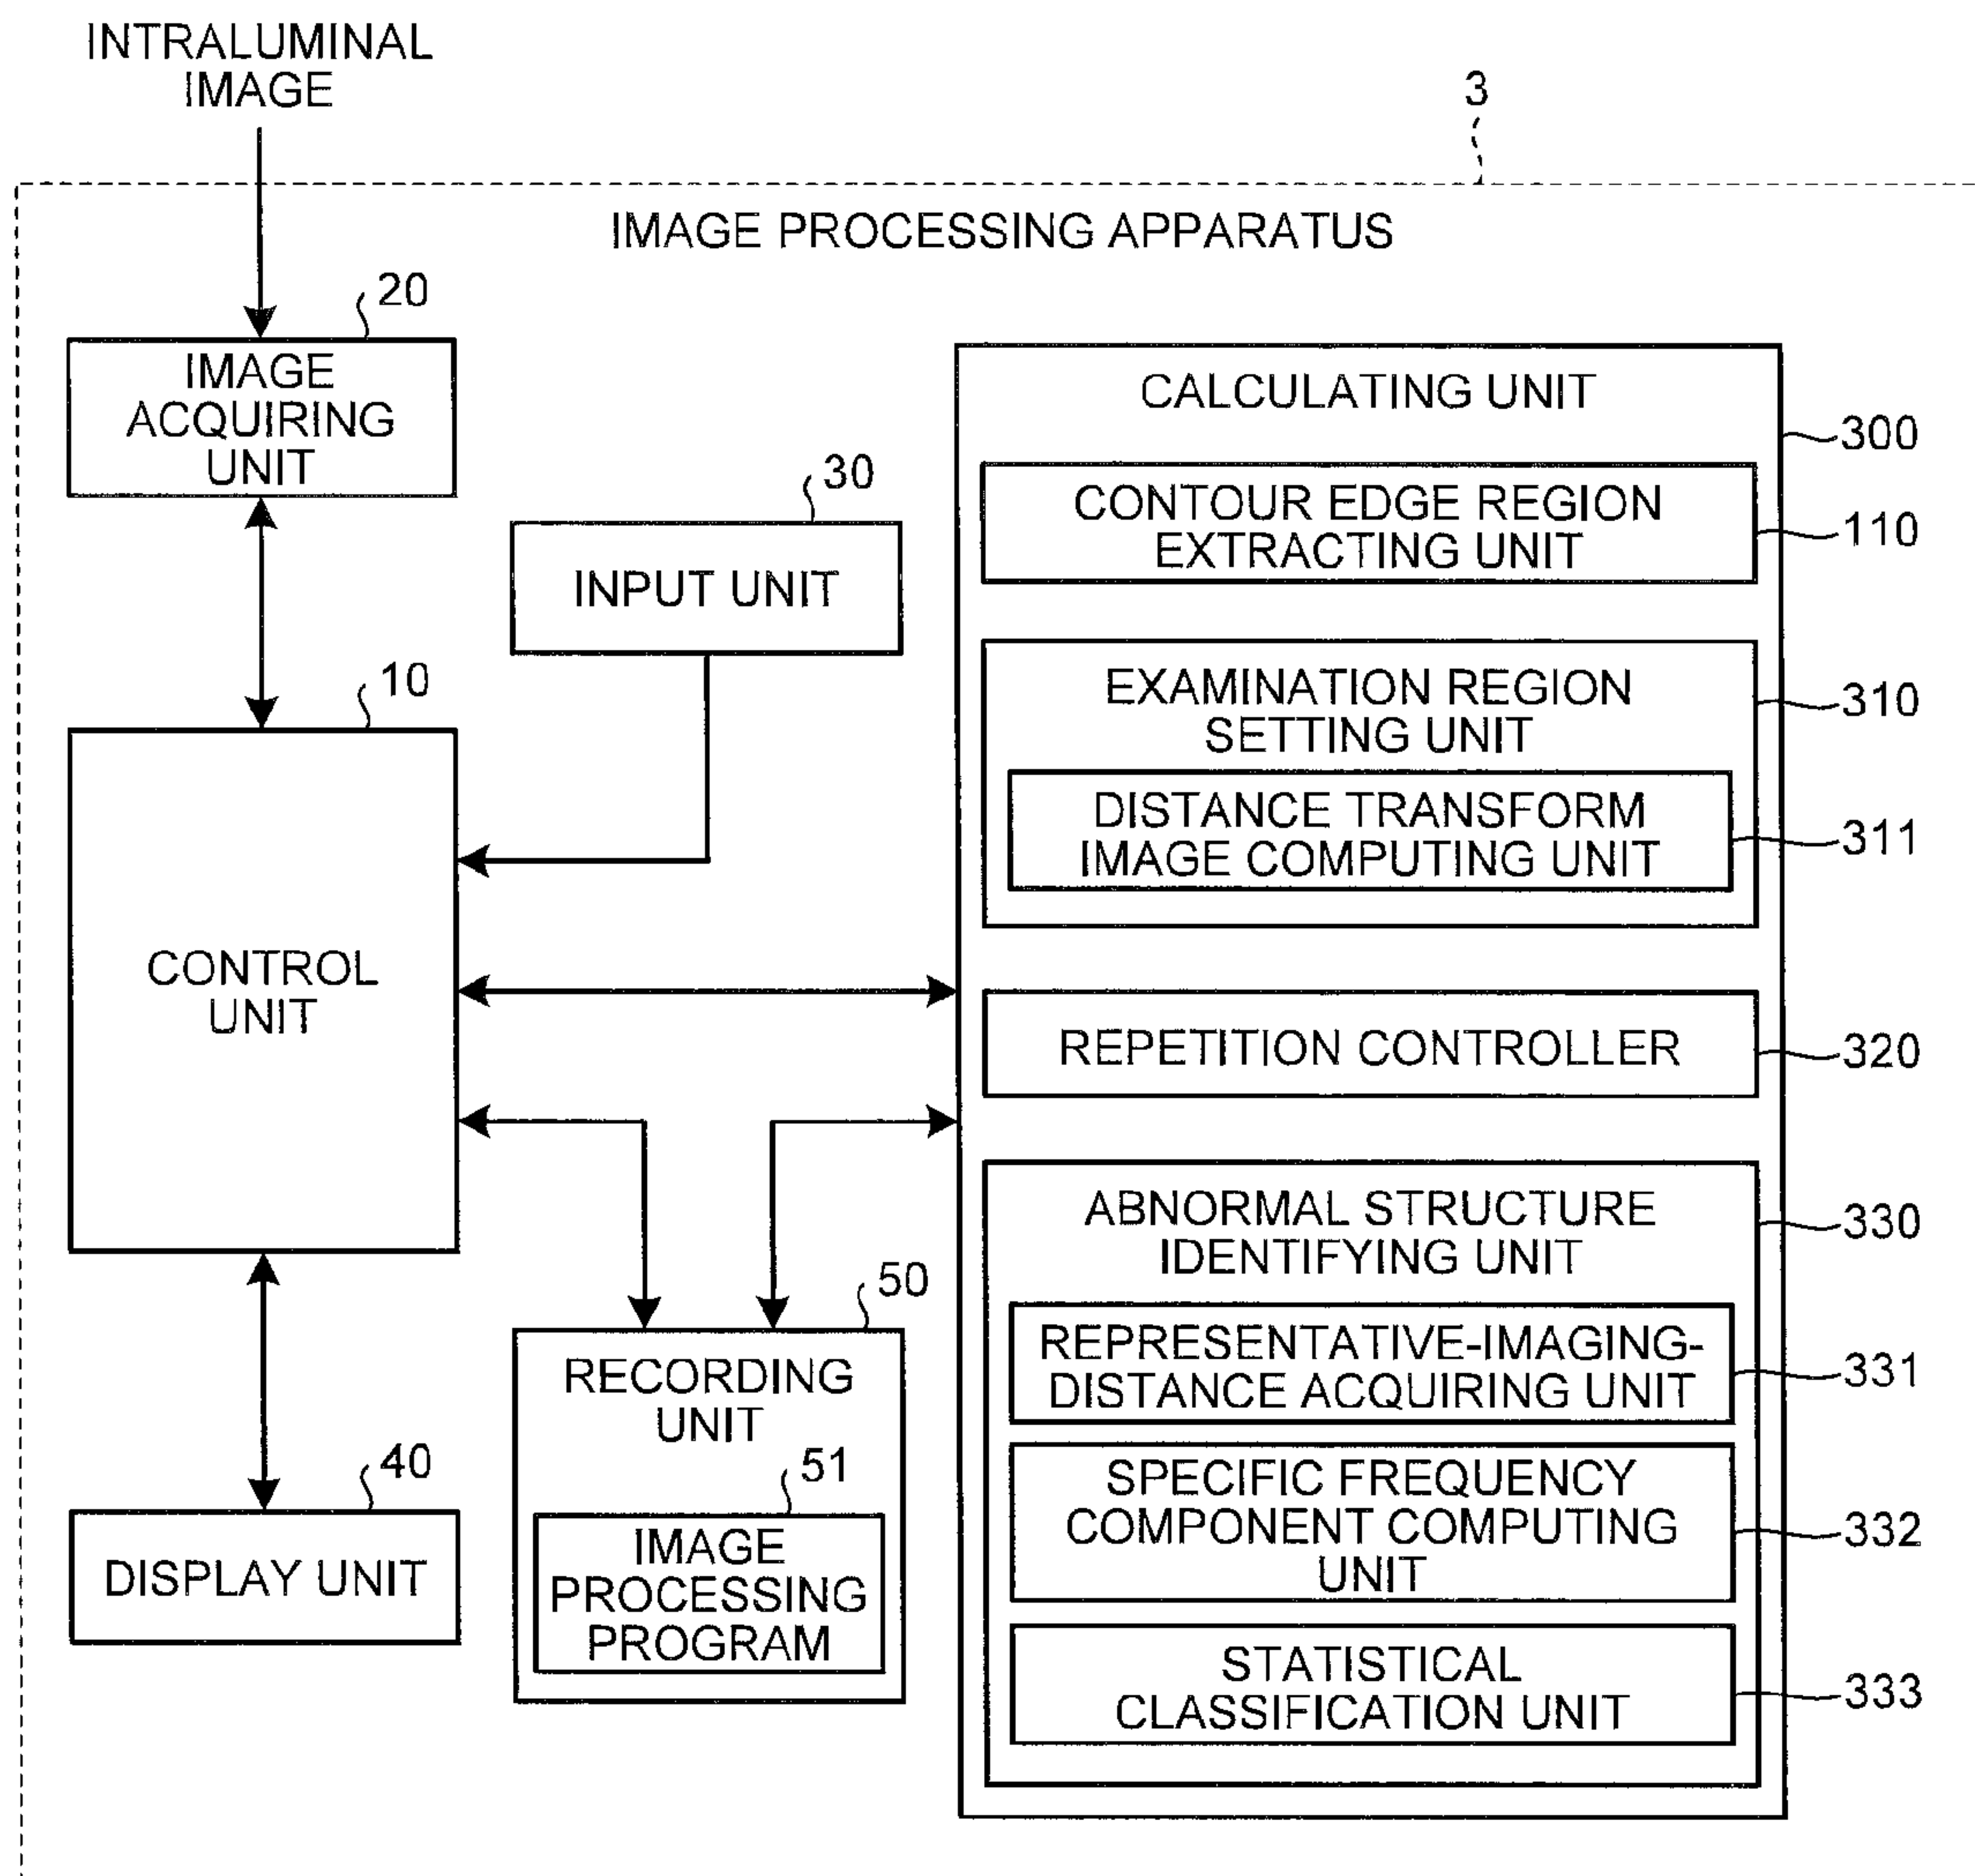 INTRALUMINAL
IMAGE
3
IMAGE PROCESSING APPARATUS
20
IMAGE
ACQUIRING
UNIT
30
INPUT UNIT
10
CONTROL
UNIT
40
DISPLAY UNIT
50
RECORDING
UNIT
51
IMAGE
PROCESSING
PROGRAM
CALCULATING UNIT
300
CONTOUR EDGE REGION
EXTRACTING UNIT
110
EXAMINATION REGION
SETTING UNIT
310
DISTANCE TRANSFORM
IMAGE COMPUTING UNIT
311
REPETITION CONTROLLER
320
ABNORMAL STRUCTURE
IDENTIFYING UNIT
330
REPRESENTATIVE-IMAGING-
DISTANCE ACQUIRING UNIT
331
SPECIFIC FREQUENCY
COMPONENT COMPUTING
UNIT
332
STATISTICAL
CLASSIFICATION UNIT
333